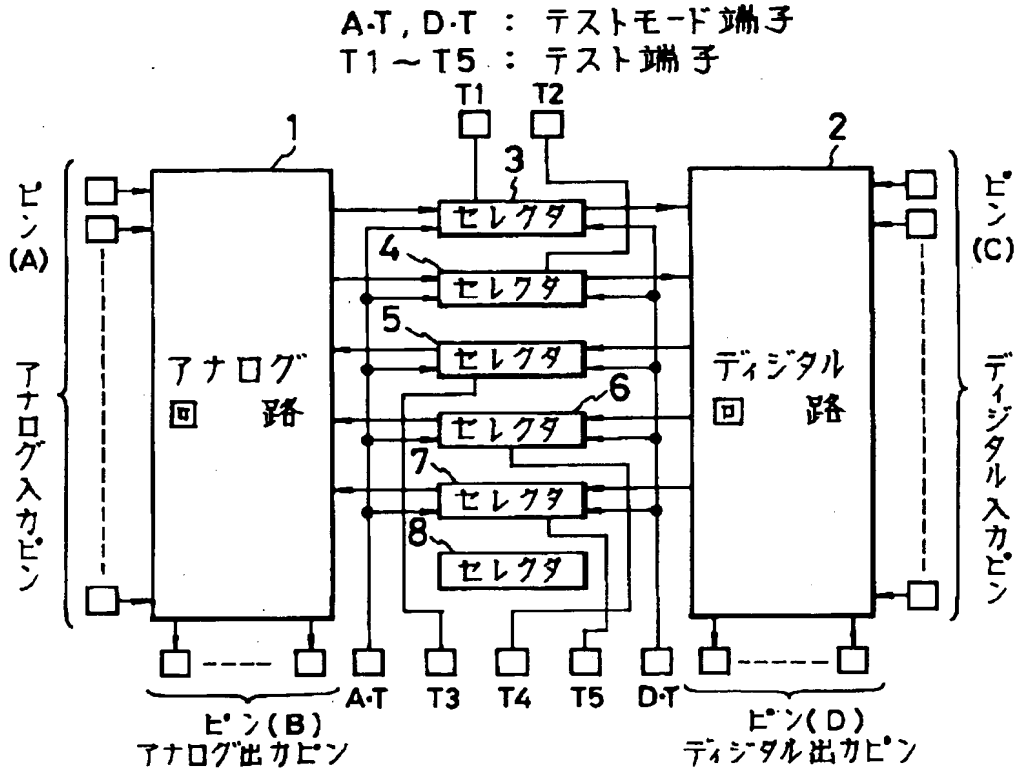 A·T, D·T : テストモード端子
T1〜T5 : テスト端子
T1
T2
1
2
3
セレクタ
4
セレクタ
5
セレクタ
6
セレクタ
7
セレクタ
8
セレクタ
アナログ
回路
ディジタル
回路
ピン
(A)
アナログ入力ピン
ピン
(C)
ディジタル入力ピン
A·T
T3
T4
T5
D·T
ピン(B)
アナログ出力ピン
ピン(D)
ディジタル出力ピン